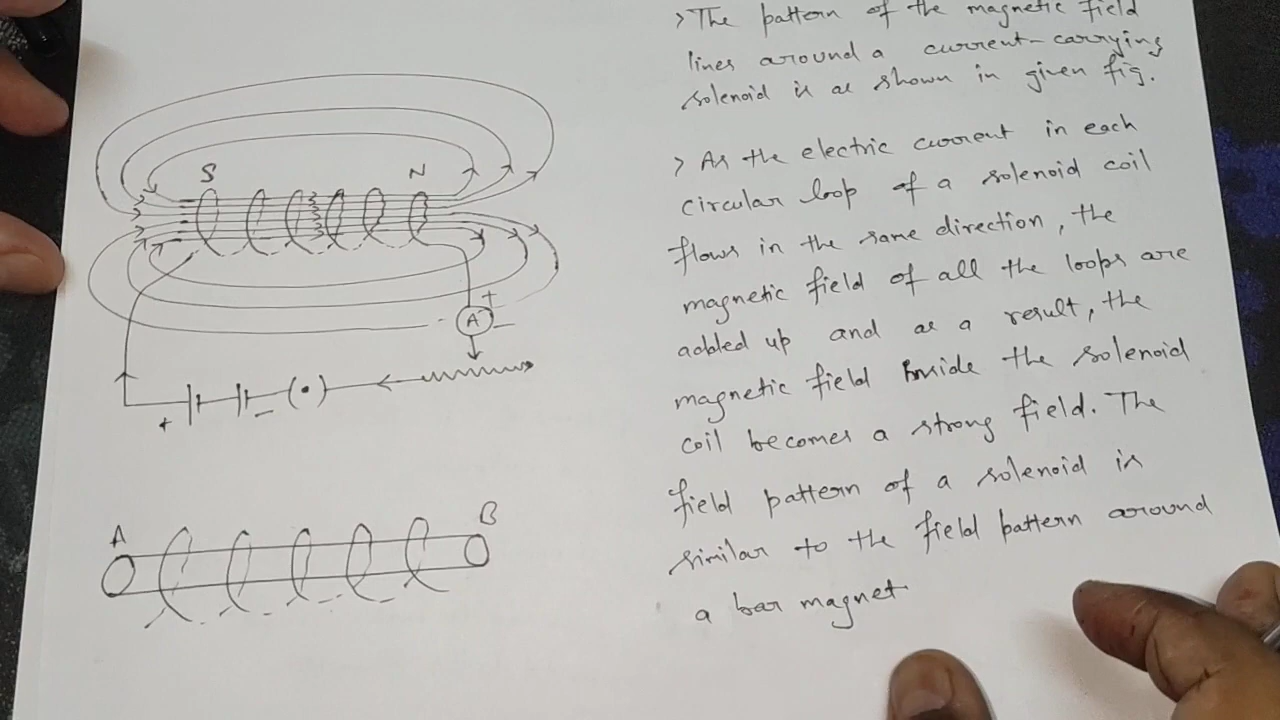 > The pattern of the magnetic field
lines around a current-carrying
solenoid is as shown in given fig.
> As the electric current in each
circular loop of a solenoid coil
flows in the same direction, the
magnetic field of all the loops are
added up and as a result, the
magnetic field inside the solenoid
coil becomes a strong field. The
field pattern of a solenoid is
similar to the field pattern around
a bar magnet
S N
+
A
-
+ -
A B